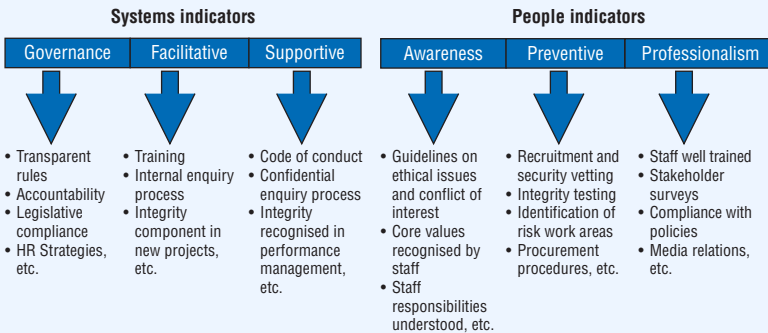 Systems indicators
People indicators
Governance
Facilitative
Supportive
Awareness
Preventive
Professionalism
• Transparent
rules
• Accountability
• Legislative
compliance
• HR Strategies,
etc.
• Training
• Internal enquiry
process
• Integrity
component in
new projects,
etc.
• Code of conduct
• Confidential
enquiry process
• Integrity
recognised in
performance
management,
etc.
• Guidelines on
ethical issues
and conflict of
interest
• Core values
recognised by
staff
• Staff
responsibilities
understood, etc.
• Recruitment and
security vetting
• Integrity testing
• Identification of
risk work areas
• Procurement
procedures, etc.
• Staff well trained
• Stakeholder
surveys
• Compliance with
policies
• Media relations,
etc.